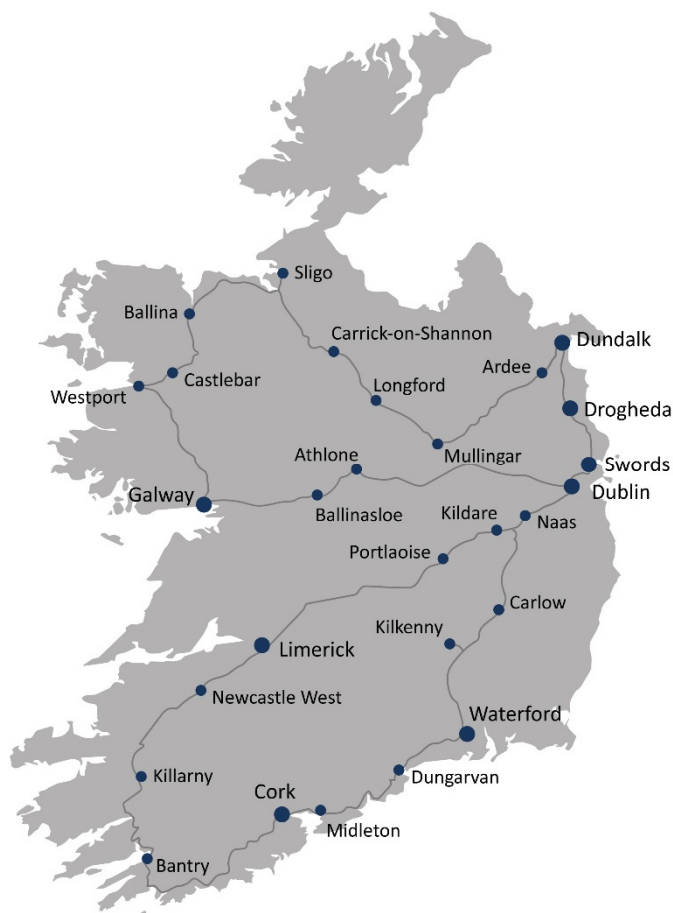 Sligo
Ballina
Carrick-on-Shannon
Dundalk
Castlebar
Ardee
Westport
Longford
Drogheda
Mullingar
Athlone
Swords
Galway
Dublin
Ballinasloe
Kildare
Naas
Portlaoise
Carlow
Kilkenny
Limerick
Newcastle West
Waterford
Killarny
Dungarvan
Cork
Midleton
Bantry